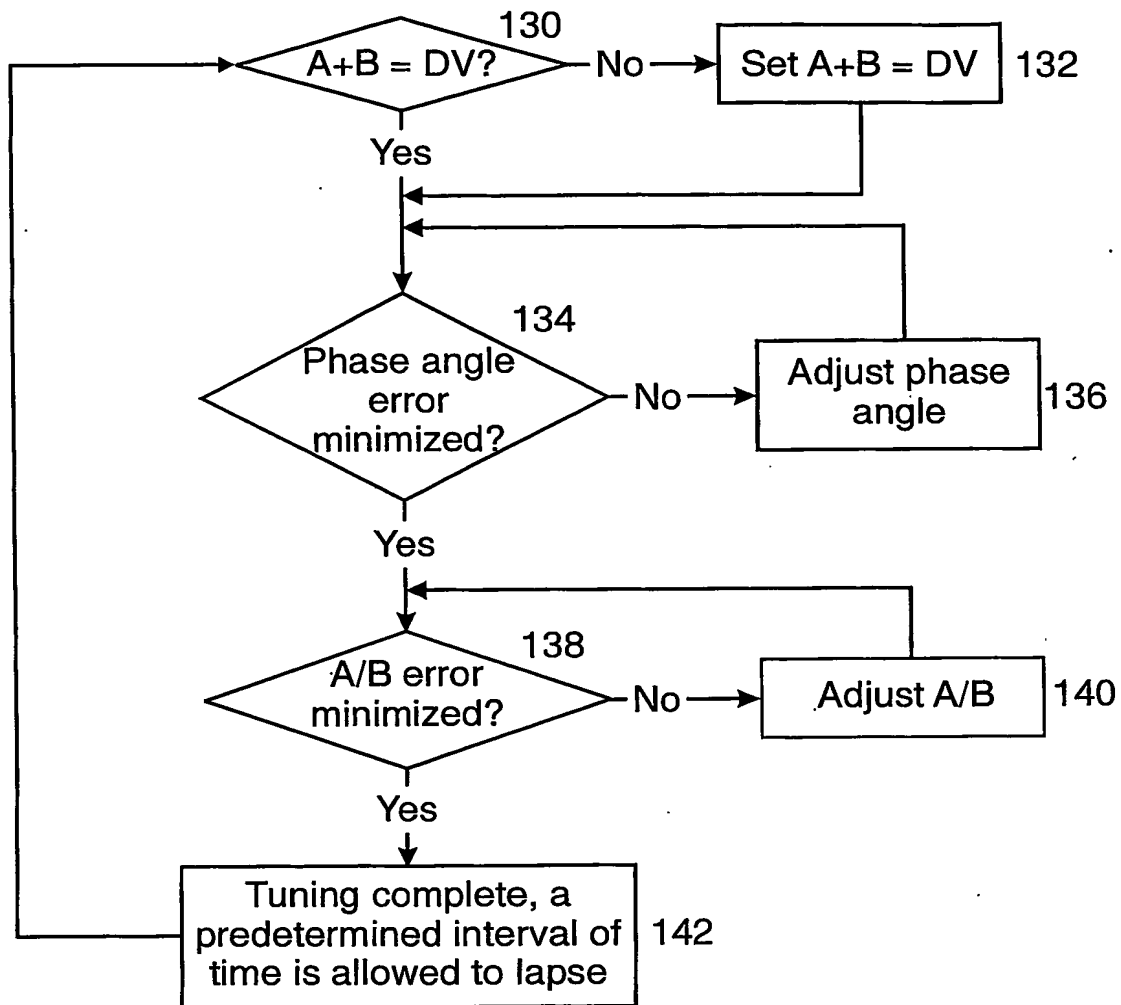 130
A+B = DV?
No
Set A+B = DV
132
Yes
134
Phase angle
error
minimized?
No
Adjust phase
angle
136
Yes
138
A/B error
minimized?
No
Adjust A/B
140
Yes
Tuning complete, a
predetermined interval of
time is allowed to lapse
142